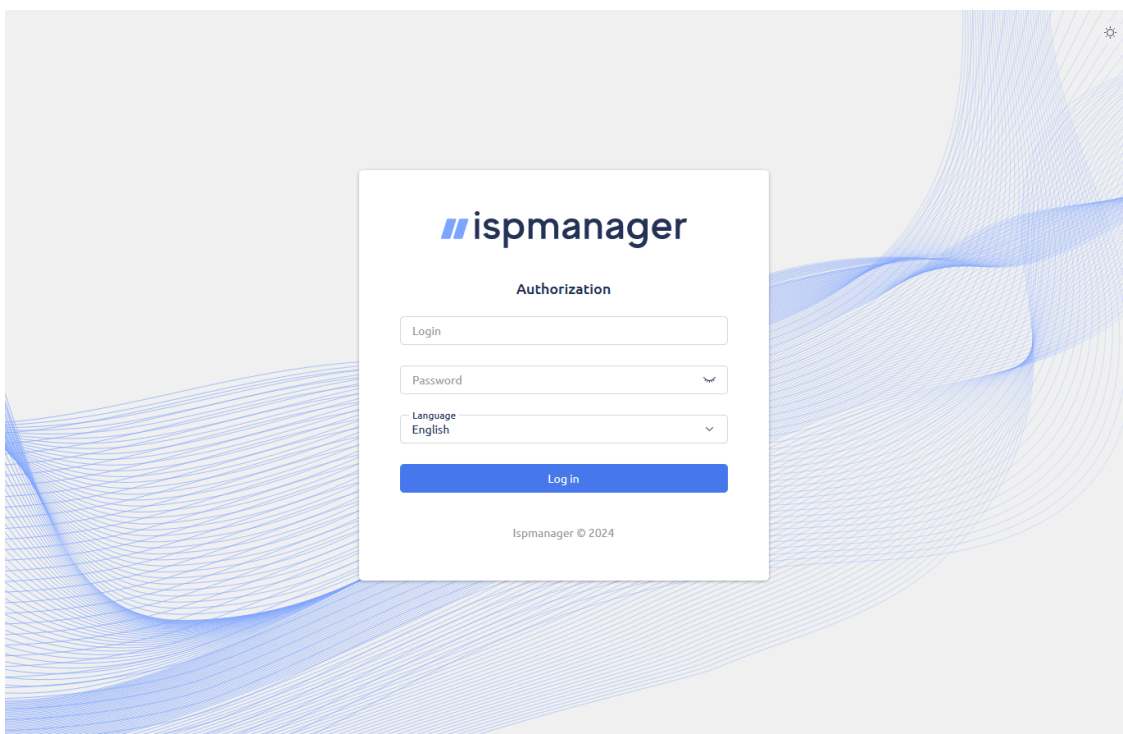 ispmanager
Authorization
Login
Password
Language
English
Log in
Ispmanager © 2024